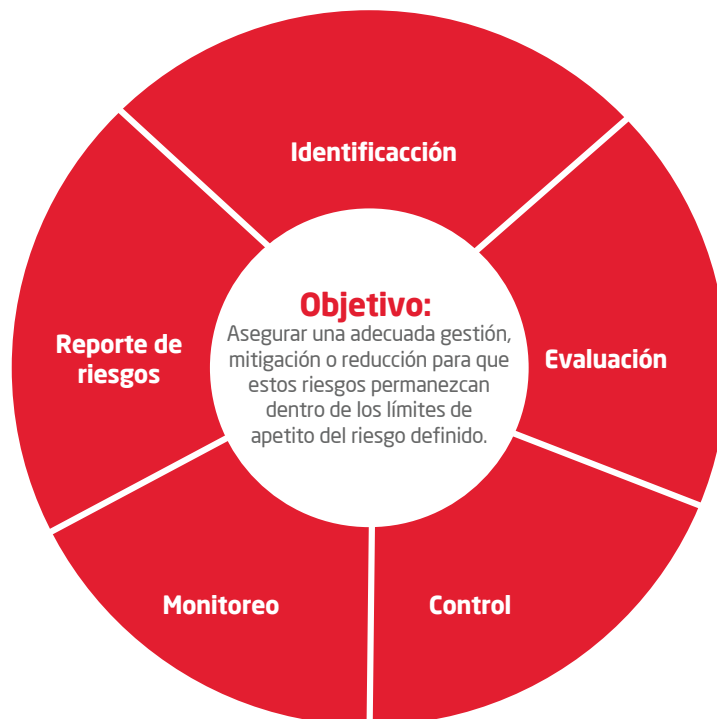 Identificacción
Objetivo:
Asegurar una adecuada gestión,
mitigación o reducción para que
estos riesgos permanezcan
dentro de los límites de
apetito del riesgo definido.
Evaluación
Control
Monitoreo
Reporte de
riesgos